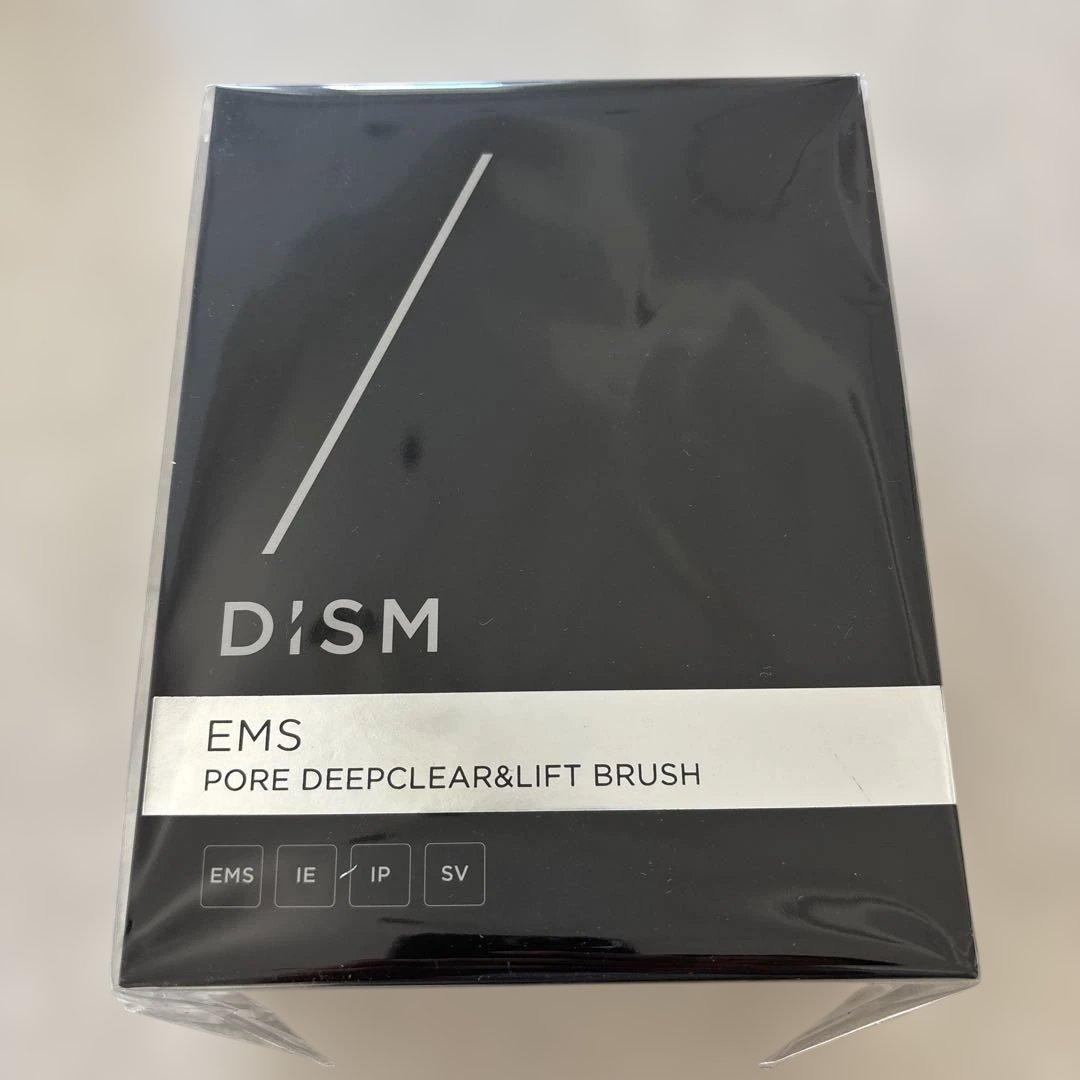 DISM
EMS
PORE DEEPCLEAR&LIFT BRUSH
EMS IE IP SV